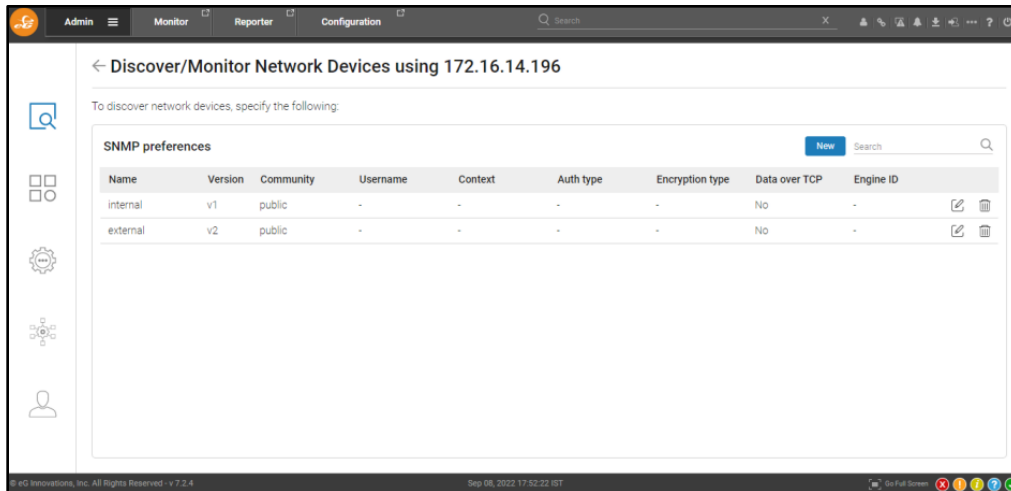 Admin Monitor Reporter Configuration Search X ?
Discover/Monitor Network Devices using 172.16.14.196
To discover network devices, specify the following:
SNMP preferences New Search
Name Version Community Username Context Auth type Encryption type Data over TCP Engine ID
internal v1 public - - - - No -
external v2 public - - - - No -
© eG Innovations, Inc. All Rights Reserved - v 7.2.4 Sep 08, 2022 17:52:22 IST Go Full Screen